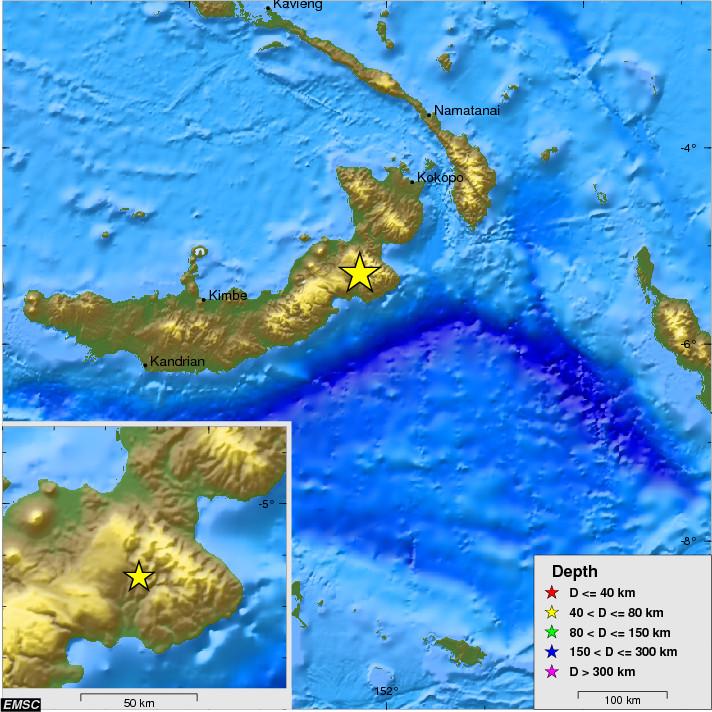 Kavieng
Namatanai
-4°
Kokopo
Kimbe
-6°
Kandrian
-5°
-8°
Depth
D <= 40 km
40 < D <= 80 km
80 < D <= 150 km
150 < D <= 300 km
D > 300 km
152°
EMSC
50 km
100 km